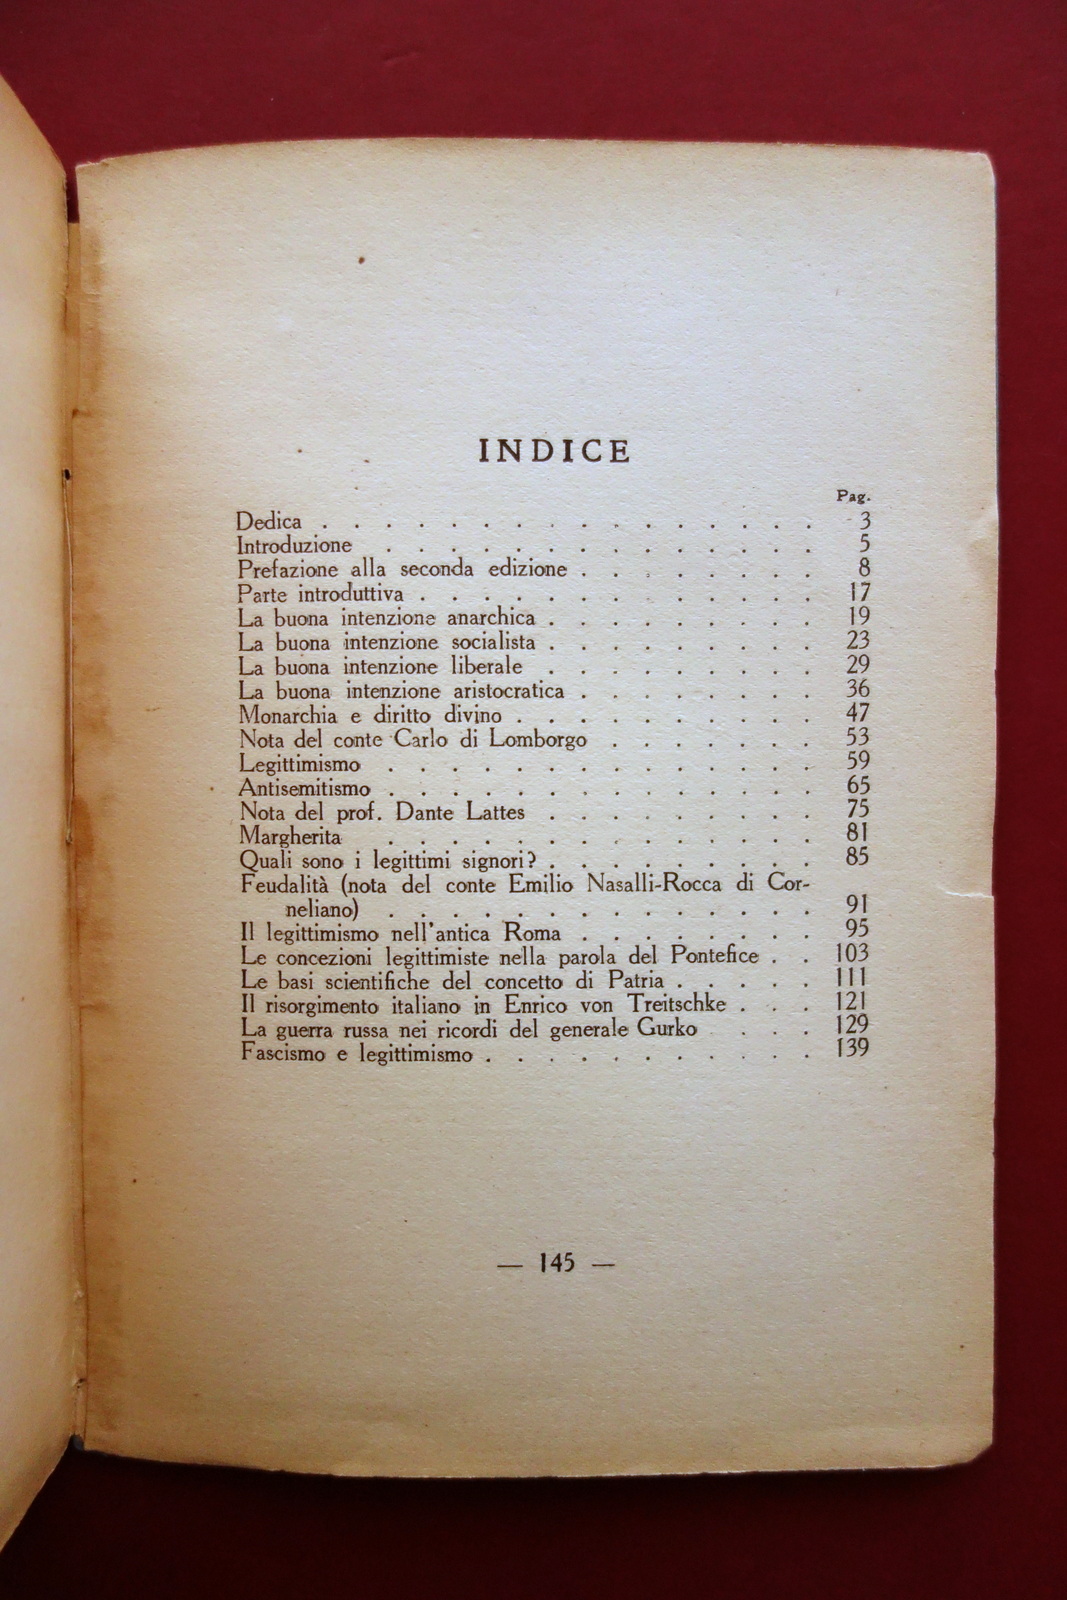 INDICE
Pag.
Dedica . . . . . . . . . . . . . . . . 3
Introduzione . . . . . . . . . . . . . . 5
Prefazione alla seconda edizione . . . . . . . . 8
Parte introduttiva . . . . . . . . . . . . . 17
La buona intenzione anarchica . . . . . . . . . 19
La buona intenzione socialista . . . . . . . . . 23
La buona intenzione liberale . . . . . . . . . 29
La buona intenzione aristocratica . . . . . . . . 36
Monarchia e diritto divino . . . . . . . . . . 47
Nota del conte Carlo di Lomborgo . . . . . . . 53
Legittimismo . . . . . . . . . . . . . . 59
Antisemitismo . . . . . . . . . . . . . . 65
Nota del prof. Dante Lattes . . . . . . . . . 75
Margherita . . . . . . . . . . . . . . 81
Quali sono i legittimi signori? . . . . . . . . . 85
Feudalità (nota del conte Emilio Nasalli-Rocca di Cor-
neliano) . . . . . . . . . . . . . . 91
Il legittimismo nell'antica Roma . . . . . . . . 95
Le concezioni legittimiste nella parola del Pontefice . . 103
Le basi scientifiche del concetto di Patria . . . . . 111
Il risorgimento italiano in Enrico von Treitschke . . . 121
La guerra russa nei ricordi del generale Gurko . . . 129
Fascismo e legittimismo . . . . . . . . . . . 139
— 145 —